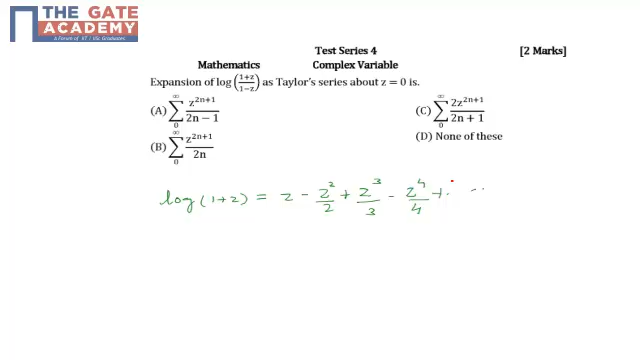 THE GATE ACADEMY
A Forum of IIT / IISC Graduates
Test Series 4 [2 Marks]
Mathematics Complex Variable
Expansion of log (1+z / 1−z) as Taylor's series about z = 0 is.
(A) ∑_0^∞ z^{2n+1} / 2n − 1
(B) ∑_0^∞ z^{2n+1} / 2n
(C) ∑_0^∞ 2z^{2n+1} / 2n + 1
(D) None of these
log (1+z) = z − z²/2 + z³/3 − z⁴/4 + ...